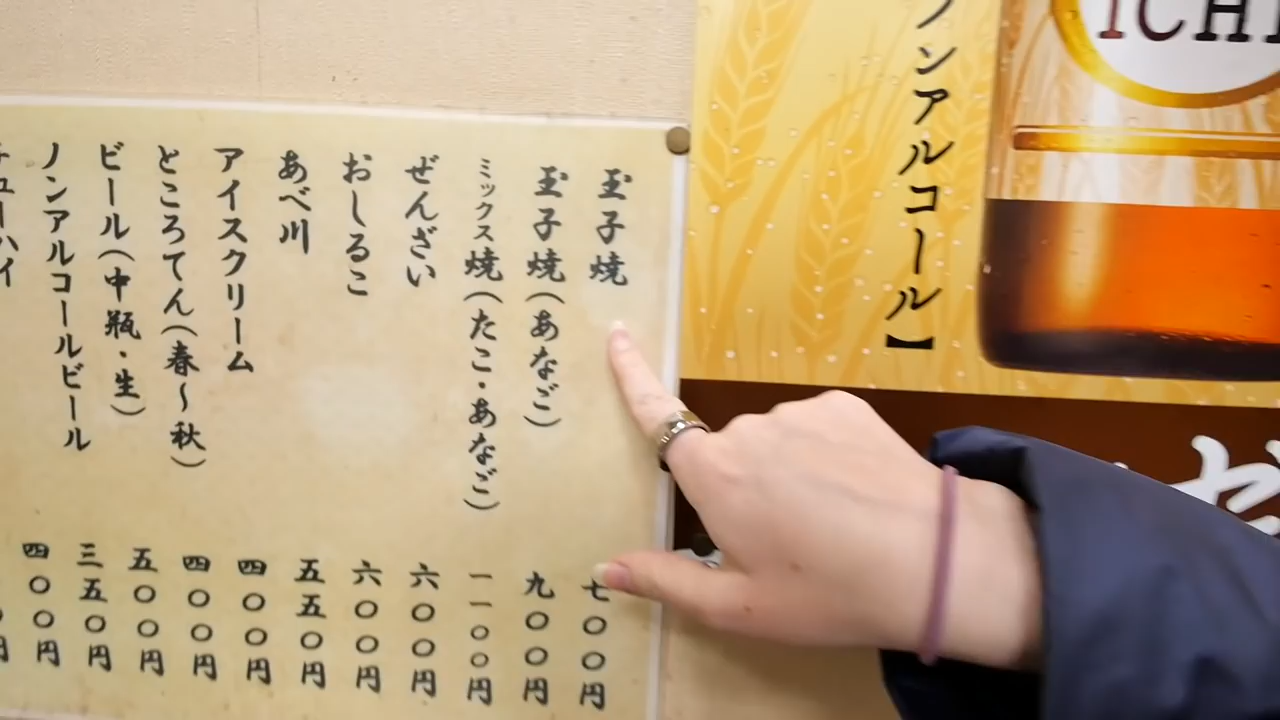 ICHI
ノンアルコール】
玉子焼 七〇〇円
玉子焼(あなご) 九〇〇円
ミックス焼(たこ・あなご) 一一〇〇円
ぜんざい 六〇〇円
おしるこ 六〇〇円
あべ川 五五〇円
アイスクリーム 四〇〇円
ところてん(春～秋) 四〇〇円
ビール(中瓶・生) 五〇〇円
ノンアルコールビール 三五〇円
チューハイ 四〇〇円